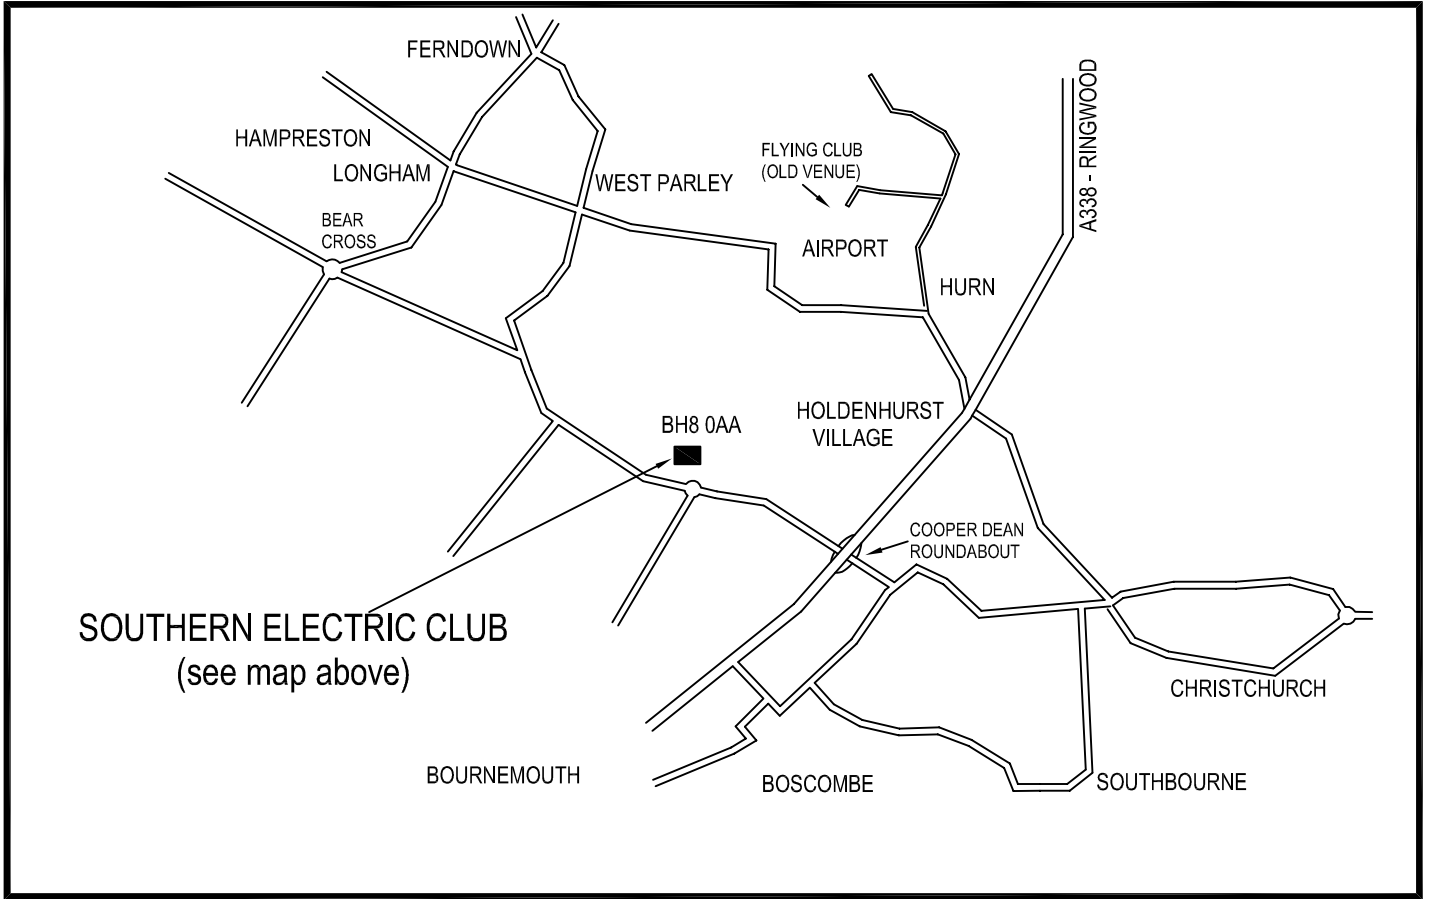 FERNDOWN
HAMPRESTON
LONGHAM
BEAR
CROSS
WEST PARLEY
FLYING CLUB
(OLD VENUE)
AIRPORT
HURN
A338 - RINGWOOD
HOLDENHURST
VILLAGE
BH8 0AA
COOPER DEAN
ROUNDABOUT
SOUTHERN ELECTRIC CLUB
(see map above)
CHRISTCHURCH
BOURNEMOUTH
BOSCOMBE
SOUTHBOURNE